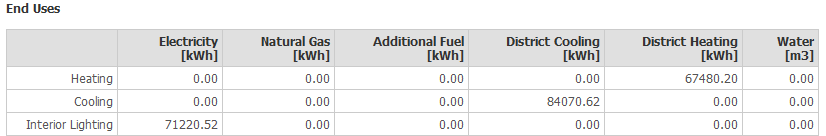 End Uses
Electricity [kWh] Natural Gas [kWh] Additional Fuel [kWh] District Cooling [kWh] District Heating [kWh] Water [m3]
Heating 0.00 0.00 0.00 0.00 67480.20 0.00
Cooling 0.00 0.00 0.00 84070.62 0.00 0.00
Interior Lighting 71220.52 0.00 0.00 0.00 0.00 0.00